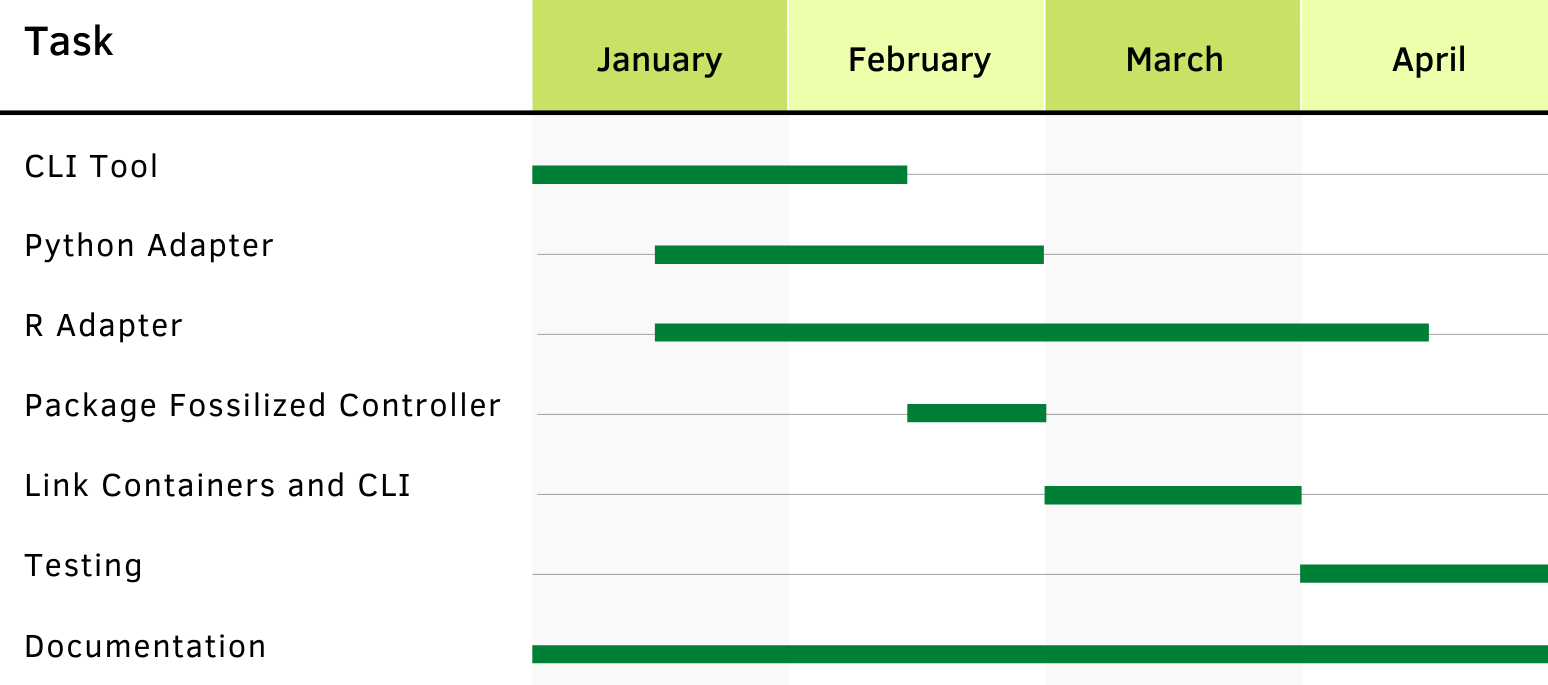 Task
January
February
March
April
CLI Tool
Python Adapter
R Adapter
Package Fossilized Controller
Link Containers and CLI
Testing
Documentation